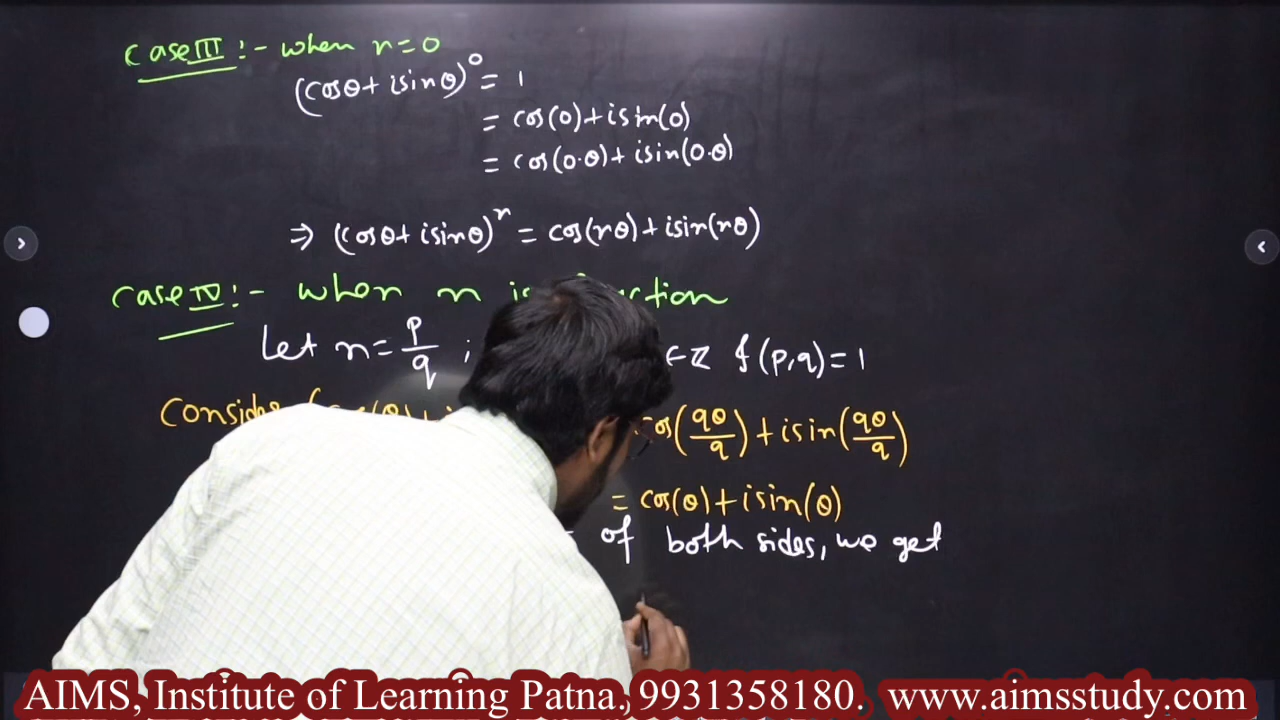 Case III :- when n=0
(cosθ+ isinθ)⁰ = 1
= cos(0)+isin(0)
= cos(0·θ)+isin(0·θ)
⇒ (cosθ+ isinθ)ⁿ = cos(nθ)+isin(nθ)
Case IV :- when n is
Let n= p/q ; ∈ Z & (p,q)=1
Consider cos(qθ/q)+isin(qθ/q)
= cos(θ)+isin(θ)
of both sides, we get
AIMS, Institute of Learning Patna, 9931358180. www.aimsstudy.com